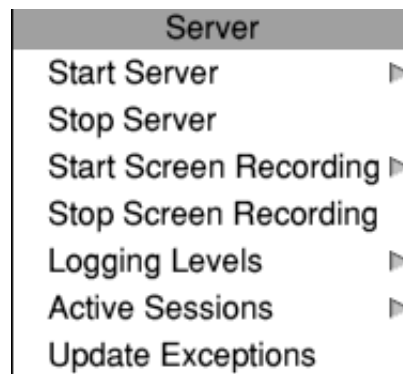 Server
Start Server
Stop Server
Start Screen Recording
Stop Screen Recording
Logging Levels
Active Sessions
Update Exceptions